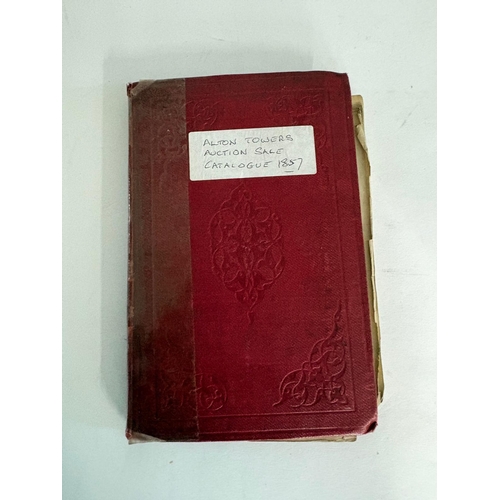 ALTON TOWERS
AUCTION SALE
CATALOGUE 1857